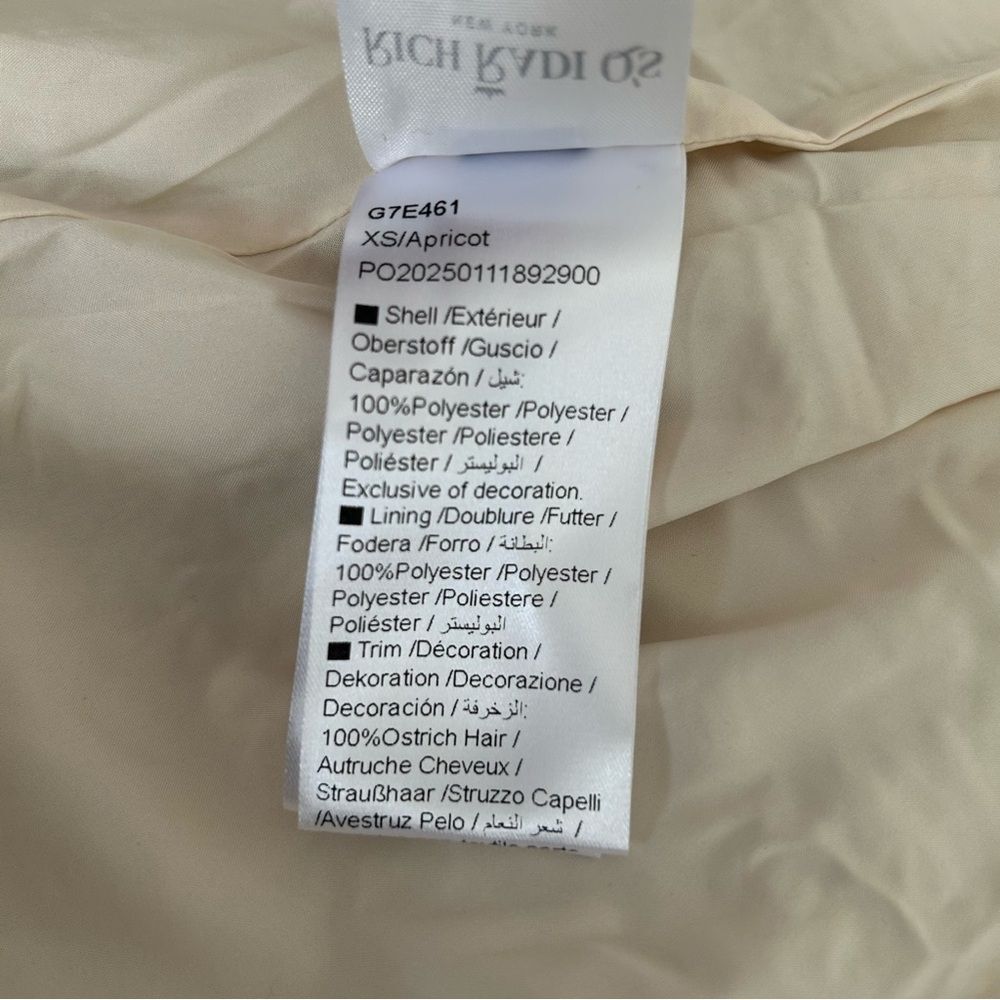 RICH RADI Q'S
NEW YORK
G7E461
XS/Apricot
PO20250111892900
Shell /Extérieur /
Oberstoff /Guscio /
Caparazón / شيل:
100%Polyester /Polyester /
Polyester /Poliestere /
Poliéster / البوليستر /
Exclusive of decoration.
Lining /Doublure /Futter /
Fodera /Forro / البطانة:
100%Polyester /Polyester /
Polyester /Poliestere /
Poliéster / البوليستر
Trim /Décoration /
Dekoration /Decorazione /
Decoración / الزخرفة:
100%Ostrich Hair /
Autruche Cheveux /
Straußhaar /Struzzo Capelli
/Avestruz Pelo / شعر النعام /